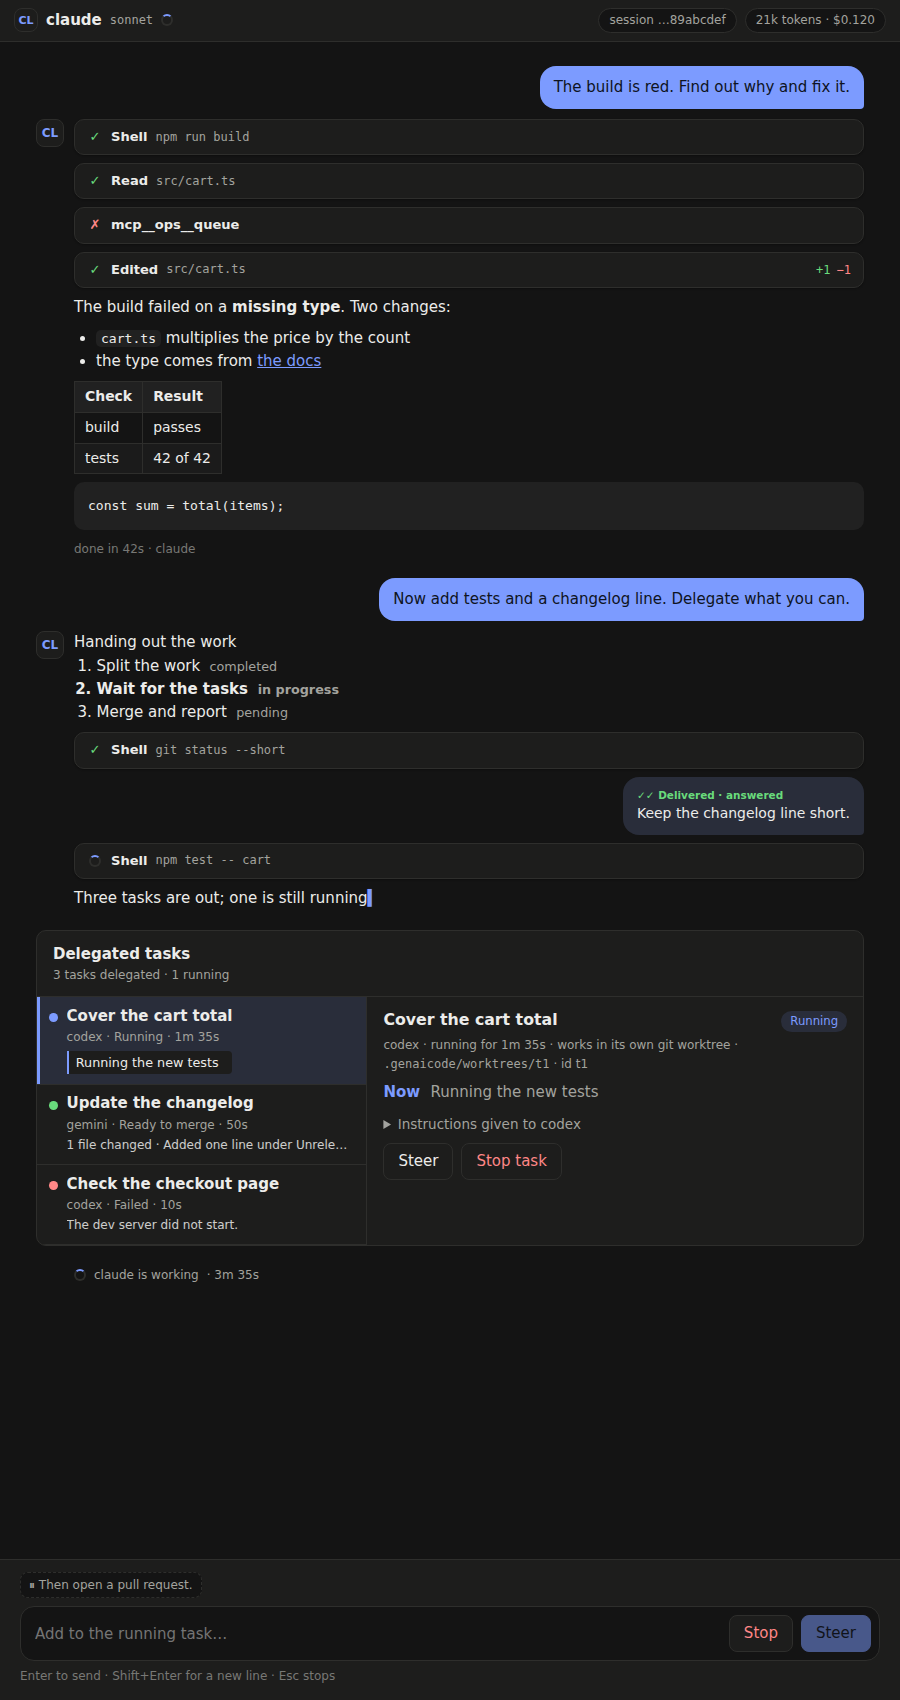 CL claude sonnet session …89abcdef 21k tokens · $0.120
The build is red. Find out why and fix it.
CL
✓ Shell npm run build
✓ Read src/cart.ts
✗ mcp__ops__queue
✓ Edited src/cart.ts +1 −1
The build failed on a missing type. Two changes:
• cart.ts multiplies the price by the count
• the type comes from the docs
Check Result
build passes
tests 42 of 42
const sum = total(items);
done in 42s · claude
Now add tests and a changelog line. Delegate what you can.
CL
Handing out the work
1. Split the work completed
2. Wait for the tasks in progress
3. Merge and report pending
✓ Shell git status --short
✓✓ Delivered · answered
Keep the changelog line short.
Shell npm test -- cart
Three tasks are out; one is still running
Delegated tasks
3 tasks delegated · 1 running
Cover the cart total
codex · Running · 1m 35s
Running the new tests
Update the changelog
gemini · Ready to merge · 50s
1 file changed · Added one line under Unrele…
Check the checkout page
codex · Failed · 10s
The dev server did not start.
Cover the cart total Running
codex · running for 1m 35s · works in its own git worktree ·
.genaicode/worktrees/t1 · id t1
Now Running the new tests
▶ Instructions given to codex
Steer Stop task
claude is working · 3m 35s
Then open a pull request.
Add to the running task…
Stop Steer
Enter to send · Shift+Enter for a new line · Esc stops